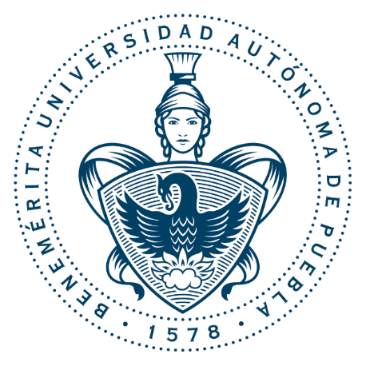 BENEMÉRITA UNIVERSIDAD AUTÓNOMA DE PUEBLA
· 1578 ·